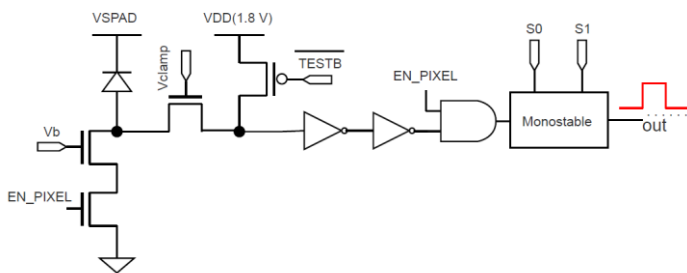 VSPAD
VDD(1.8 V)
S0
S1
Vclamp
TESTB
EN_PIXEL
Vb
Monostable
out
EN_PIXEL